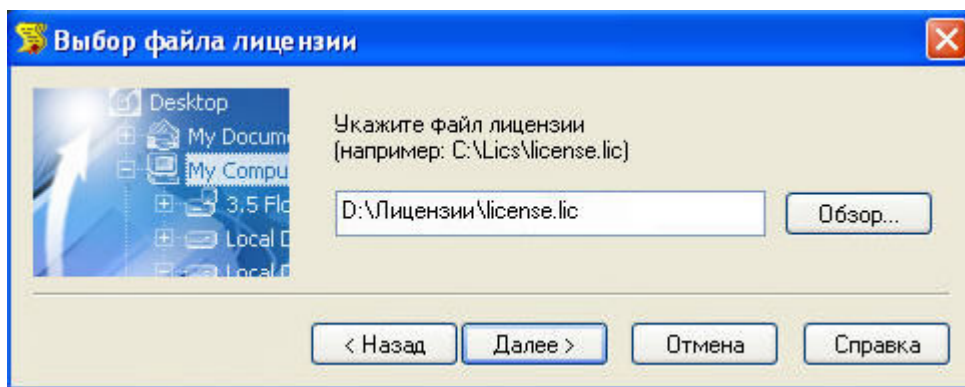 Выбор файла лицензии
Desktop
My Docum
My Compu
3.5 Flo
Local D
Local D
Укажите файл лицензии
(например: C:\Lics\license.lic)
D:\Лицензии\license.lic
Обзор...
< Назад
Далее >
Отмена
Справка